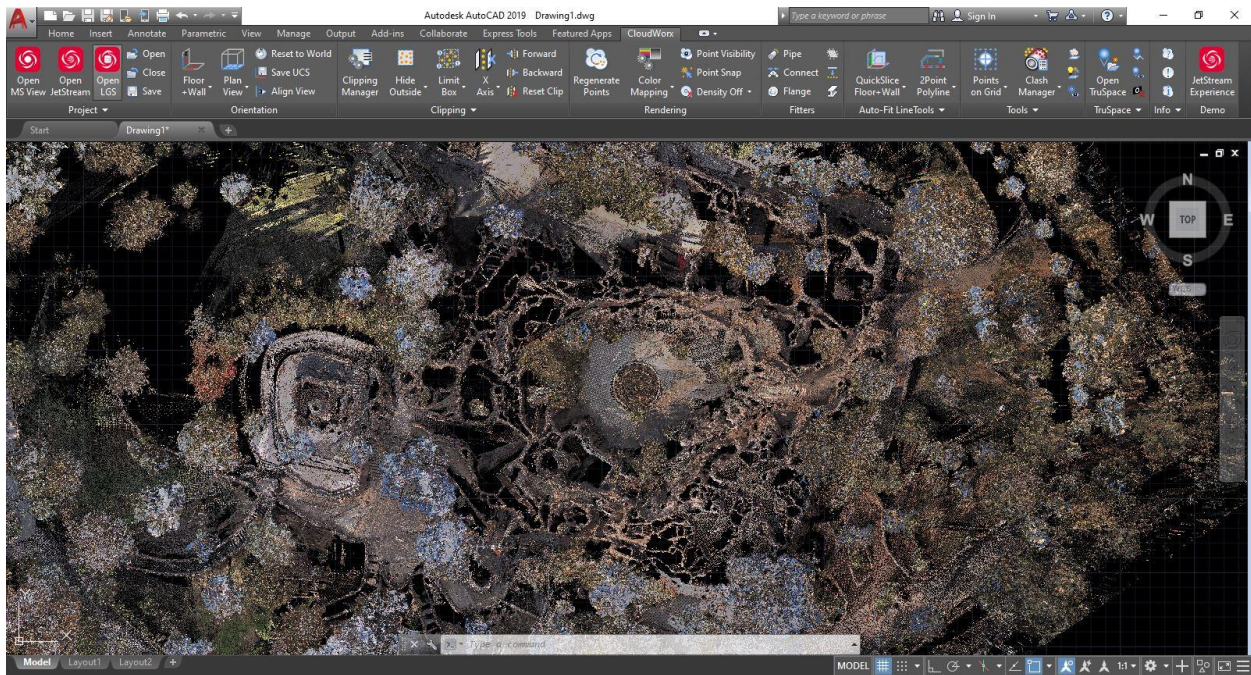 Autodesk AutoCAD 2019 Drawing1.dwg
Type a keyword or phrase
Sign In
Home Insert Annotate Parametric View Manage Output Add-ins Collaborate Express Tools Featured Apps CloudWorx
Open MS View
Open JetStream
Open LGS
Open
Close
Save
Project
Floor +Wall
Plan View
Reset to World
Save UCS
Align View
Orientation
Clipping Manager
Hide Outside
Limit Box
X Axis
Forward
Backward
Reset Clip
Clipping
Regenerate Points
Color Mapping
Point Visibility
Point Snap
Density Off
Rendering
Pipe
Connect
Flange
Fitters
QuickSlice Floor+Wall
2Point Polyline
Auto-Fit LineTools
Points on Grid
Clash Manager
Tools
Open TruSpace
TruSpace
Info
JetStream Experience
Demo
Start
Drawing1*
N
W TOP E
S
WCS
Y
X
Type a command
Model Layout1 Layout2
MODEL
1:1